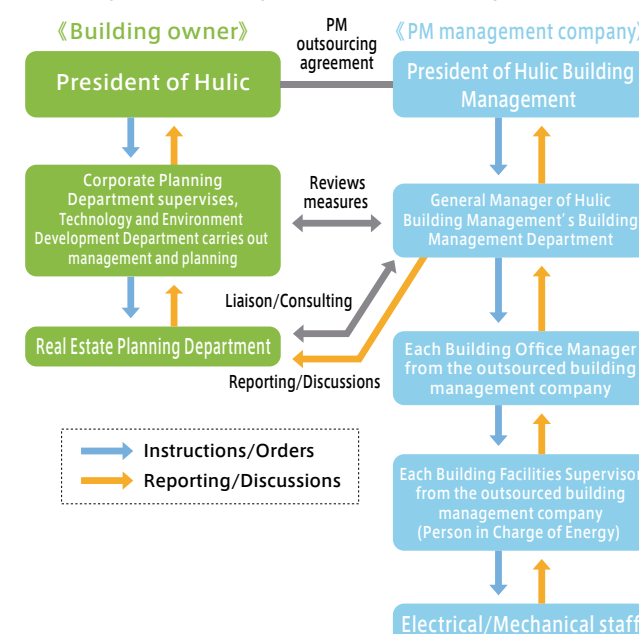 《Building owner》
PM
outsourcing
agreement
《PM management company》
President of Hulic
President of Hulic Building
Management
Corporate Planning
Department supervises,
Technology and Environment
Development Department carries out
management and planning
Reviews
measures
General Manager of Hulic
Building Management's Building
Management Department
Liaison/Consulting
Real Estate Planning Department
Reporting/Discussions
Each Building Office Manager
from the outsourced building
management company
Instructions/Orders
Reporting/Discussions
Each Building Facilities Supervisor
from the outsourced building
management company
(Person in Charge of Energy)
Electrical/Mechanical staff